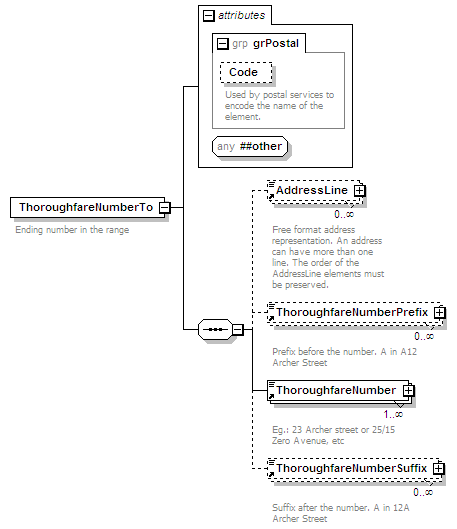 attributes
grp grPostal
Code
Used by postal services to
encode the name of the
element.
any ##other
ThoroughfareNumberTo
Ending number in the range
AddressLine
0..∞
Free format address
representation. An address
can have more than one
line. The order of the
AddressLine elements must
be preserved.
ThoroughfareNumberPrefix
0..∞
Prefix before the number. A in A12
Archer Street
ThoroughfareNumber
1..∞
Eg.: 23 Archer street or 25/15
Zero Avenue, etc
ThoroughfareNumberSuffix
0..∞
Suffix after the number. A in 12A
Archer Street